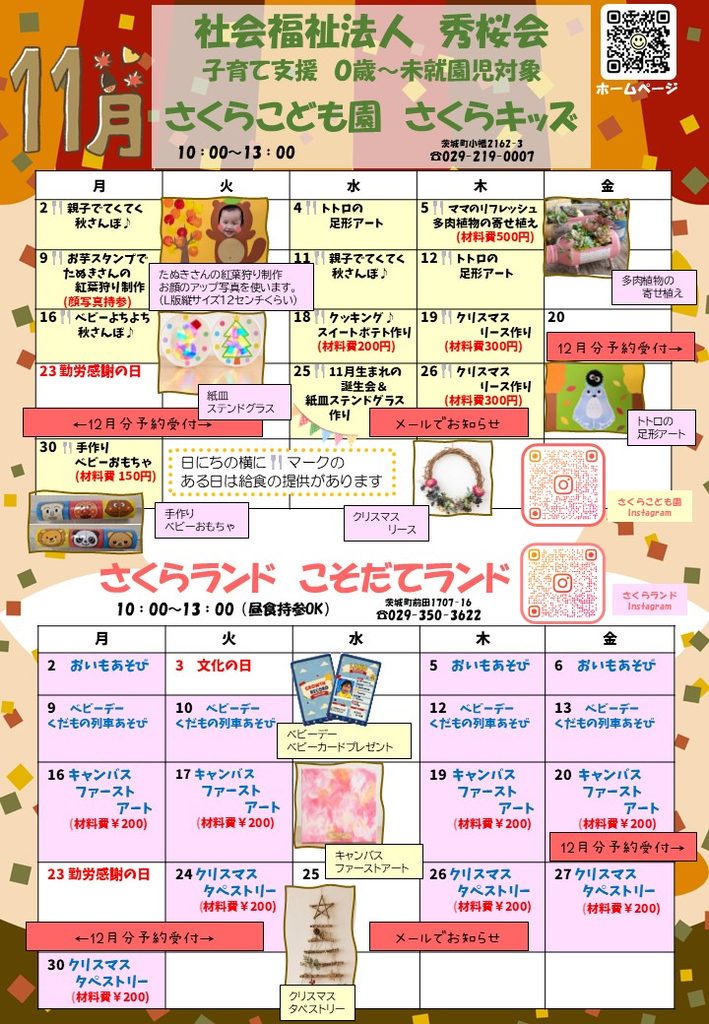 11月
社会福祉法人 秀桜会
子育て支援 0歳～未就園児対象
さくらこども園 さくらキッズ
10：00～13：00
茨城町小幡2162-3
☎029-219-0007
ホームページ
月 火 水 木 金
2 親子でてくてく
秋さんぽ♪
4 トトロの
足形アート
5 ママのリフレッシュ
多肉植物の寄せ植え
(材料費500円)
多肉植物の
寄せ植え
9 お芋スタンプで
たぬきさんの
紅葉狩り制作
(顔写真持参)
たぬきさんの紅葉狩り制作
お顔のアップ写真を使います。
（L版縦サイズ12センチくらい）
11 親子でてくてく
秋さんぽ♪
12 トトロの
足形アート
16 ベビーよちよち
秋さんぽ♪
18 クッキング♪
スイートポテト作り
(材料費200円)
19 クリスマス
リース作り
(材料費300円)
20
12月分予約受付→
23 勤労感謝の日
紙皿
ステンドグラス
25 11月生まれの
誕生会＆
紙皿ステンドグラス
作り
26 クリスマス
リース作り
(材料費300円)
トトロの
足形アート
←12月分予約受付→
メールでお知らせ
30 手作り
ベビーおもちゃ
(材料費 150円)
日にちの横に マークの
ある日は給食の提供があります
手作り
ベビーおもちゃ
クリスマス
リース
さくらこども園
Instagram
さくらランド こそだてランド
10：00～13：00（昼食持参OK）
茨城町前田1707-16
☎029-350-3622
さくらランド
Instagram
月 火 水 木 金
2 おいもあそび
3 文化の日
5 おいもあそび
6 おいもあそび
GROWTH
RECORD
9 ベビーデー
くだもの列車あそび
10 ベビーデー
くだもの列車あそび
ベビーデー
ベビーカードプレゼント
12 ベビーデー
くだもの列車あそび
13 ベビーデー
くだもの列車あそび
16 キャンバス
ファースト
アート
(材料費￥200)
17 キャンバス
ファースト
アート
(材料費￥200)
キャンバス
ファーストアート
19 キャンバス
ファースト
アート
(材料費￥200)
20 キャンバス
ファースト
アート
(材料費￥200)
12月分予約受付→
23 勤労感謝の日
24 クリスマス
タペストリー
(材料費￥200)
25
26 クリスマス
タペストリー
(材料費￥200)
27 クリスマス
タペストリー
(材料費￥200)
←12月分予約受付→
メールでお知らせ
30 クリスマス
タペストリー
(材料費￥200)
クリスマス
タペストリー